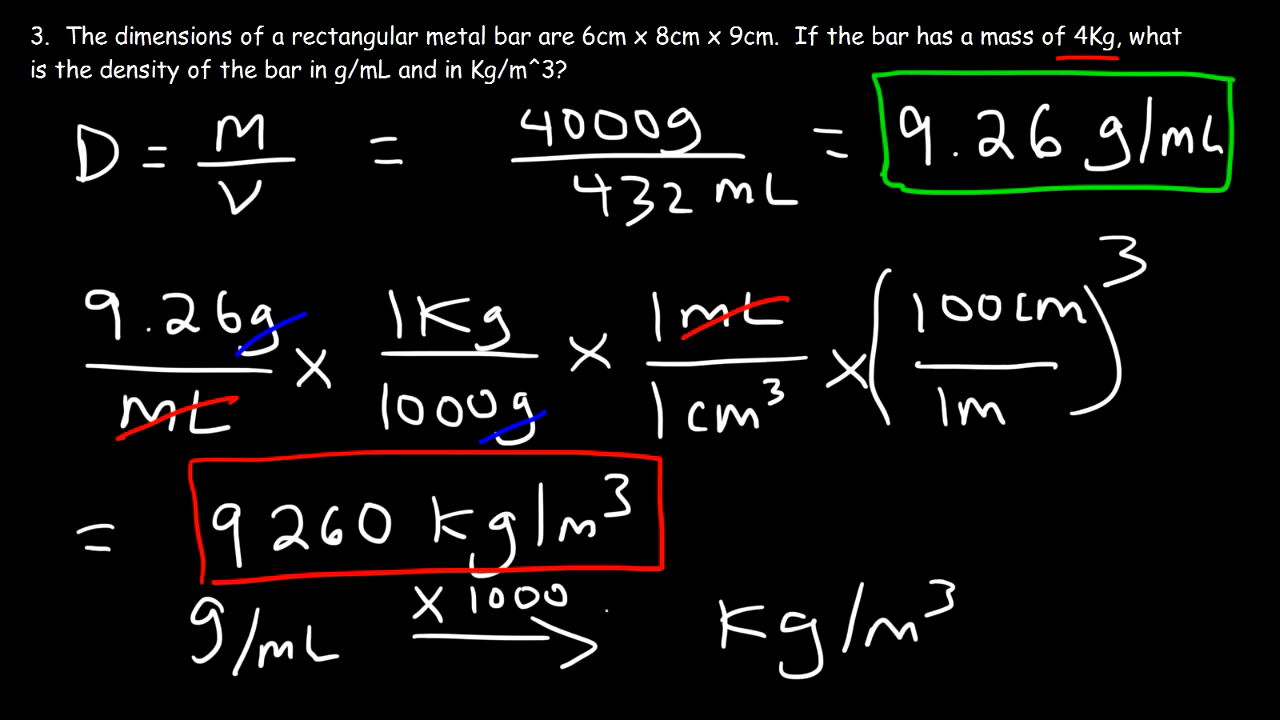 3. The dimensions of a rectangular metal bar are 6cm x 8cm x 9cm. If the bar has a mass of 4Kg, what
is the density of the bar in g/mL and in Kg/m^3?
D = M/V = 4000g/432 mL = 9.26 g/mL
9.26g/mL x 1Kg/1000g x 1mL/1cm³ x (100cm/1m)³
= 9260 Kg/m³
g/mL x 1000 → Kg/m³